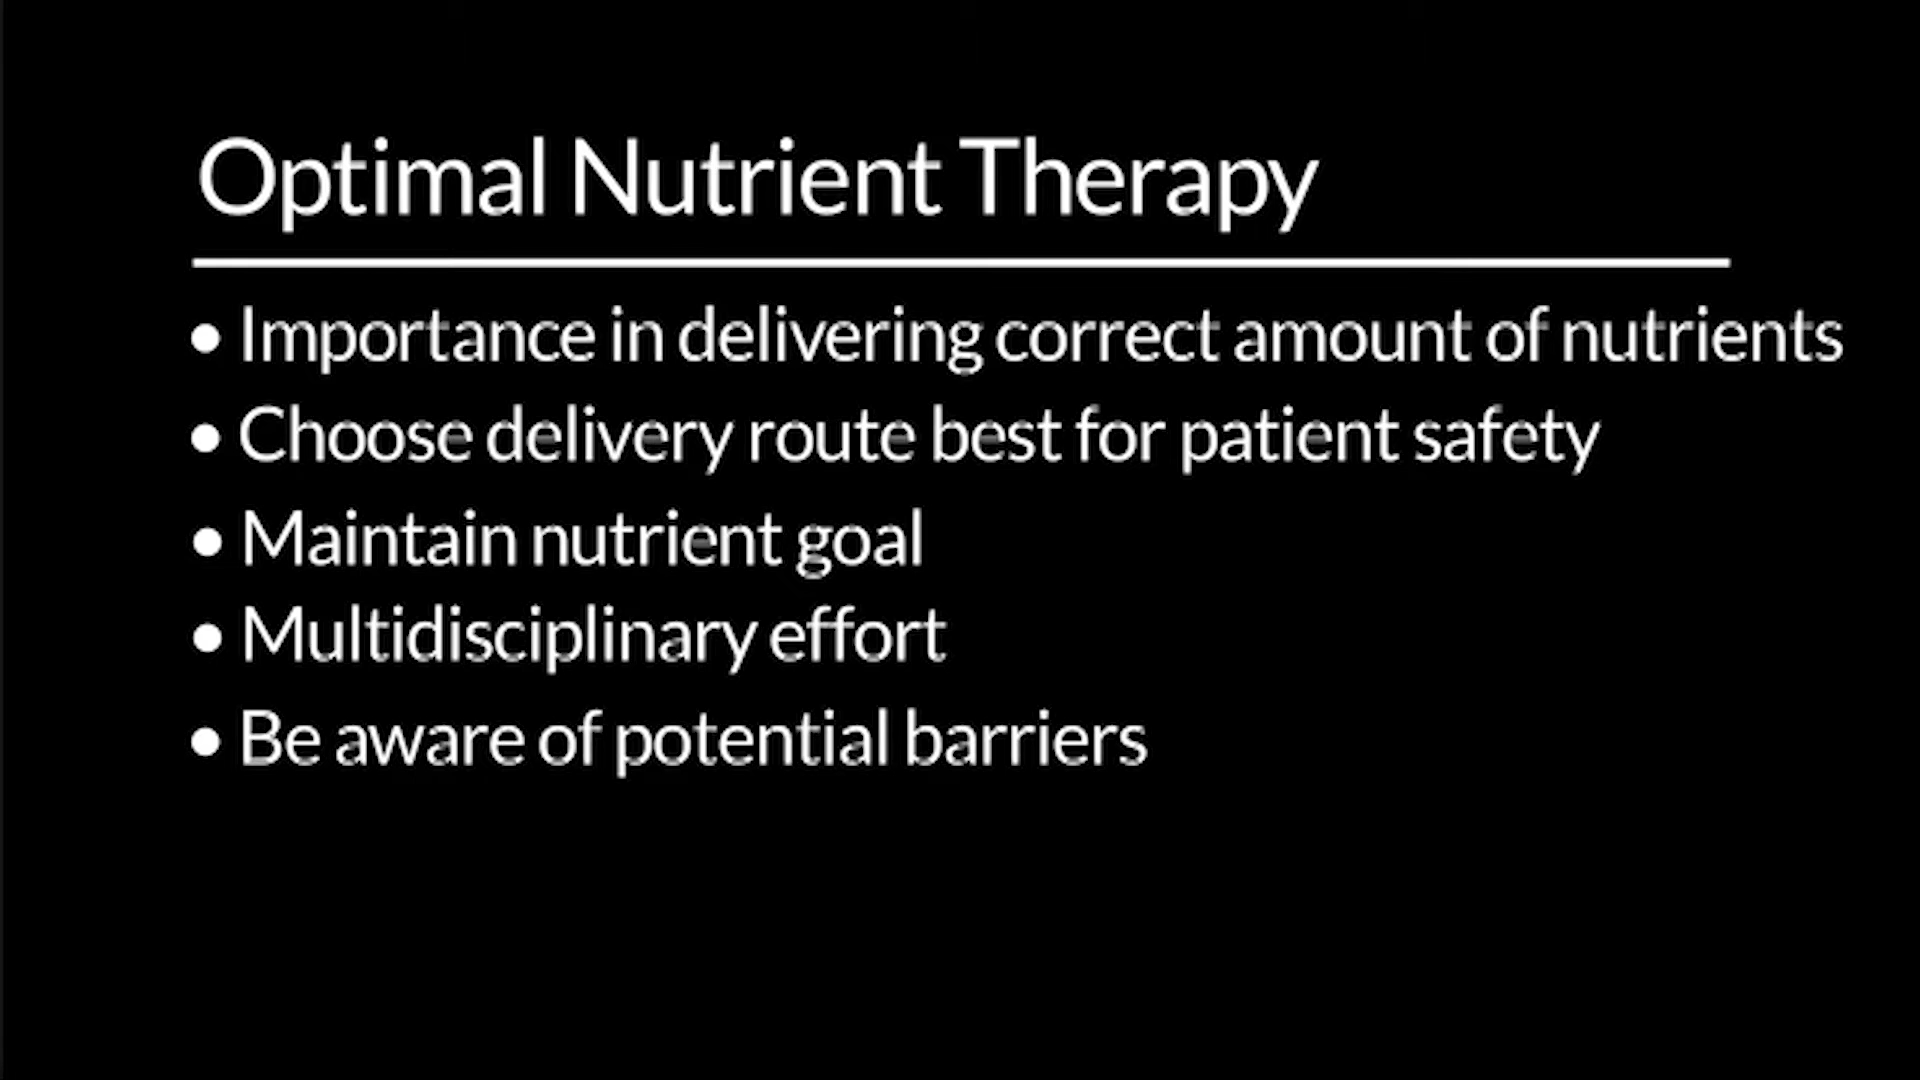 Optimal Nutrient Therapy
• Importance in delivering correct amount of nutrients
• Choose delivery route best for patient safety
• Maintain nutrient goal
• Multidisciplinary effort
• Be aware of potential barriers